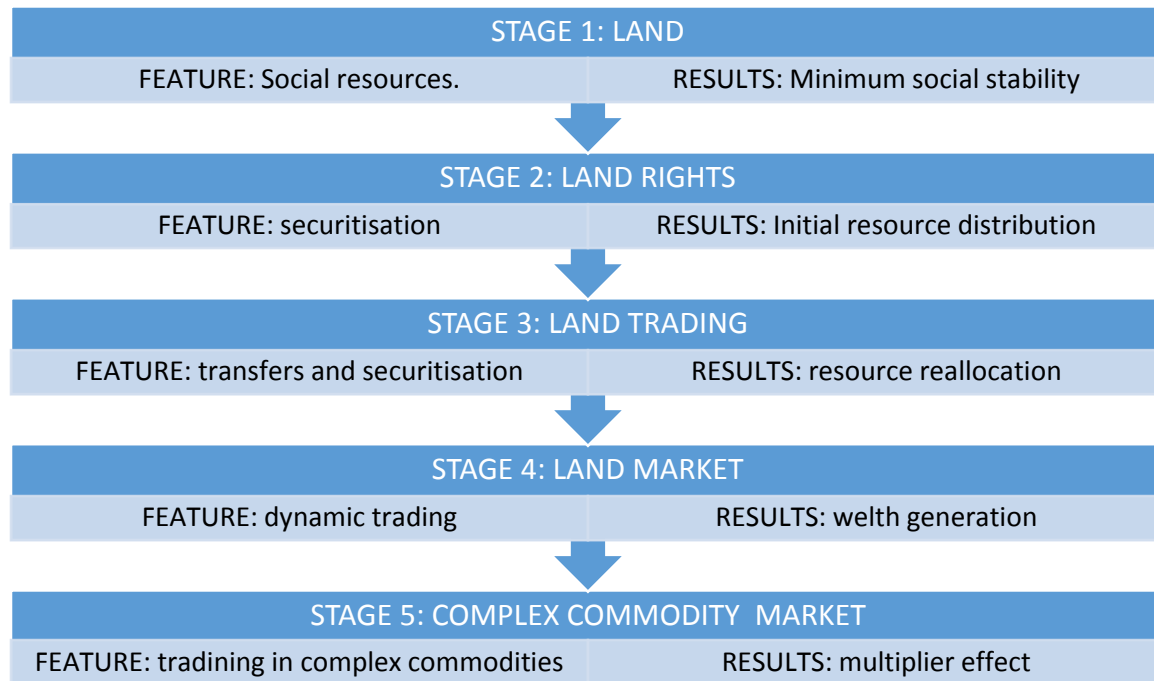 STAGE 1: LAND
FEATURE: Social resources.
RESULTS: Minimum social stability
STAGE 2: LAND RIGHTS
FEATURE: securitisation
RESULTS: Initial resource distribution
STAGE 3: LAND TRADING
FEATURE: transfers and securitisation
RESULTS: resource reallocation
STAGE 4: LAND MARKET
FEATURE: dynamic trading
RESULTS: welth generation
STAGE 5: COMPLEX COMMODITY MARKET
FEATURE: tradining in complex commodities
RESULTS: multiplier effect